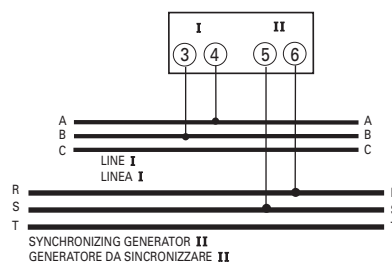 I II
3 4 5 6
A A
B B
C C
LINE I
LINEA I
R
S
T
SYNCHRONIZING GENERATOR II
GENERATORE DA SINCRONIZZARE II